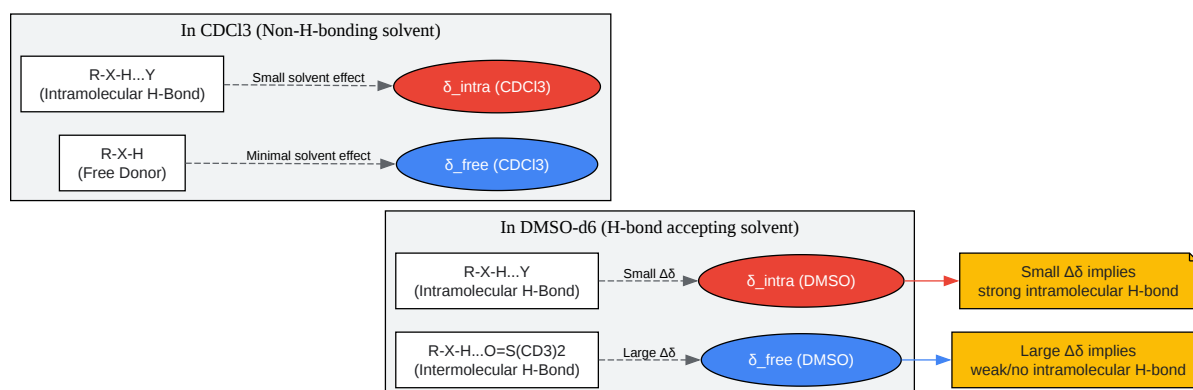 In CDCl3 (Non-H-bonding solvent)
R-X-H...Y
(Intramolecular H-Bond)
Small solvent effect
δ_intra (CDCl3)
R-X-H
(Free Donor)
Minimal solvent effect
δ_free (CDCl3)
In DMSO-d6 (H-bond accepting solvent)
R-X-H...Y
(Intramolecular H-Bond)
Small Δδ
δ_intra (DMSO)
Small Δδ implies
strong intramolecular H-bond
R-X-H...O=S(CD3)2
(Intermolecular H-Bond)
Large Δδ
δ_free (DMSO)
Large Δδ implies
weak/no intramolecular H-bond